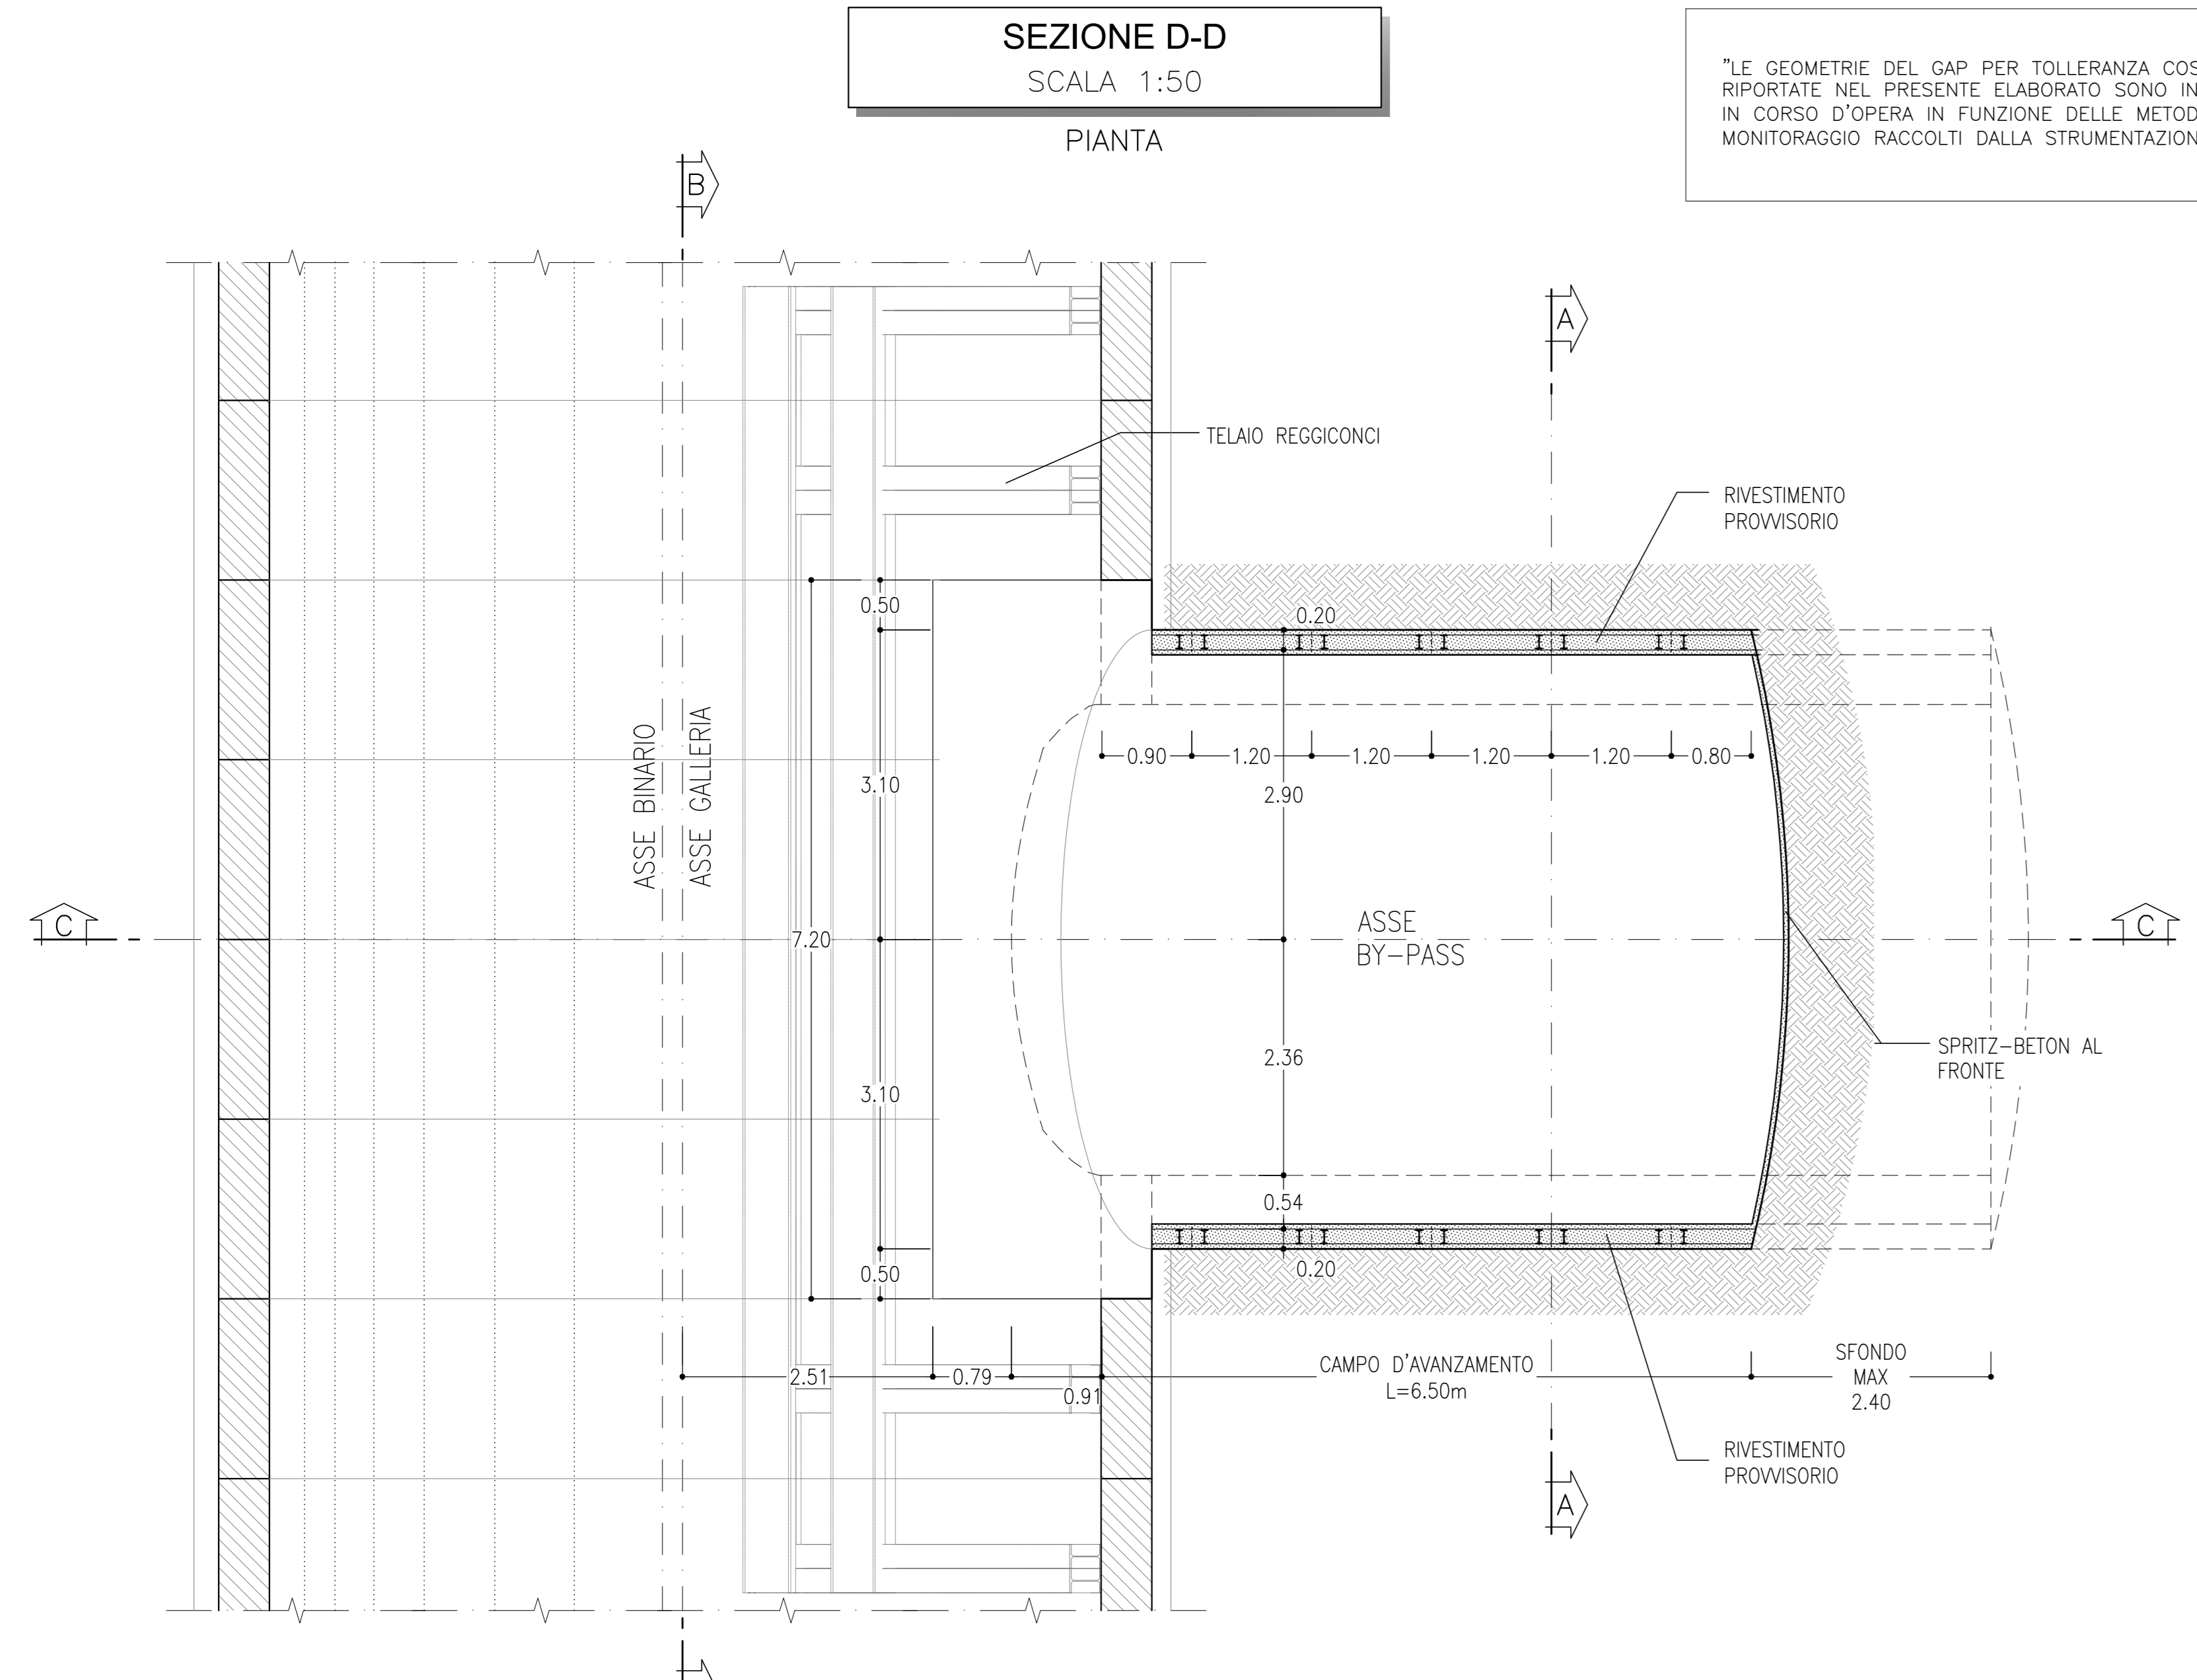 SEZIONE D-D
SCALA 1:50
PIANTA
"LE GEOMETRIE DEL GAP PER TOLLERANZA
RIPORTATE NEL PRESENTE ELABORATO SONO
IN CORSO D'OPERA IN FUNZIONE DELLE
MONITORAGGIO RACCOLTI DALLA
B
A
TELAIO REGGICONCI
RIVESTIMENTO
PROVVISORIO
0.50
0.20
ASSE BINARIO
ASSE GALLERIA
0.90
1.20
1.20
1.20
1.20
0.80
3.10
2.90
C
7.20
ASSE
BY-PASS
C
2.36
SPRITZ-BETON AL
FRONTE
3.10
0.54
0.50
0.20
2.51
0.79
0.91
CAMPO D'AVANZAMENTO
L=6.50m
SFONDO
MAX
2.40
RIVESTIMENTO
PROVVISORIO
A